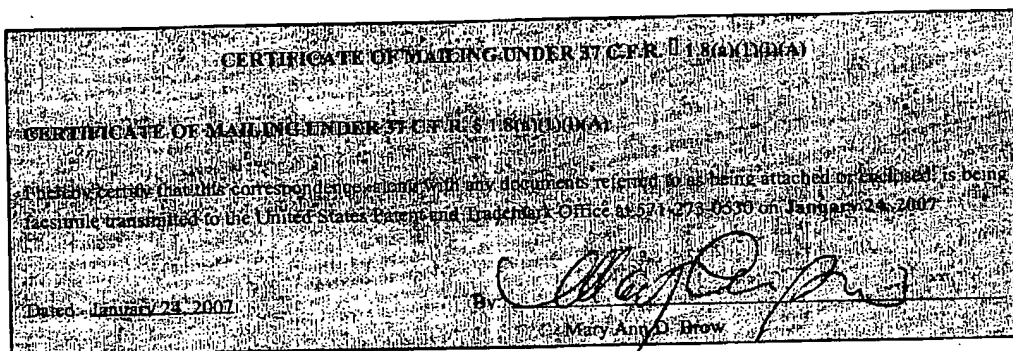 CERTIFICATE OF MAILING UNDER 37 C.F.R. 1.8(a)(1)(i)(A)
CERTIFICATE OF MAILING UNDER 37 C.F.R. § 1.8(a)(1)(i)(A)
I hereby certify that this correspondence, along with any documents referred to as being attached or enclosed, is being
facsimile transmitted to the United States Patent and Trademark Office at 571-273-0530 on January 24, 2007
Dated: January 24, 2007 By:
Mary Ann D. Brow